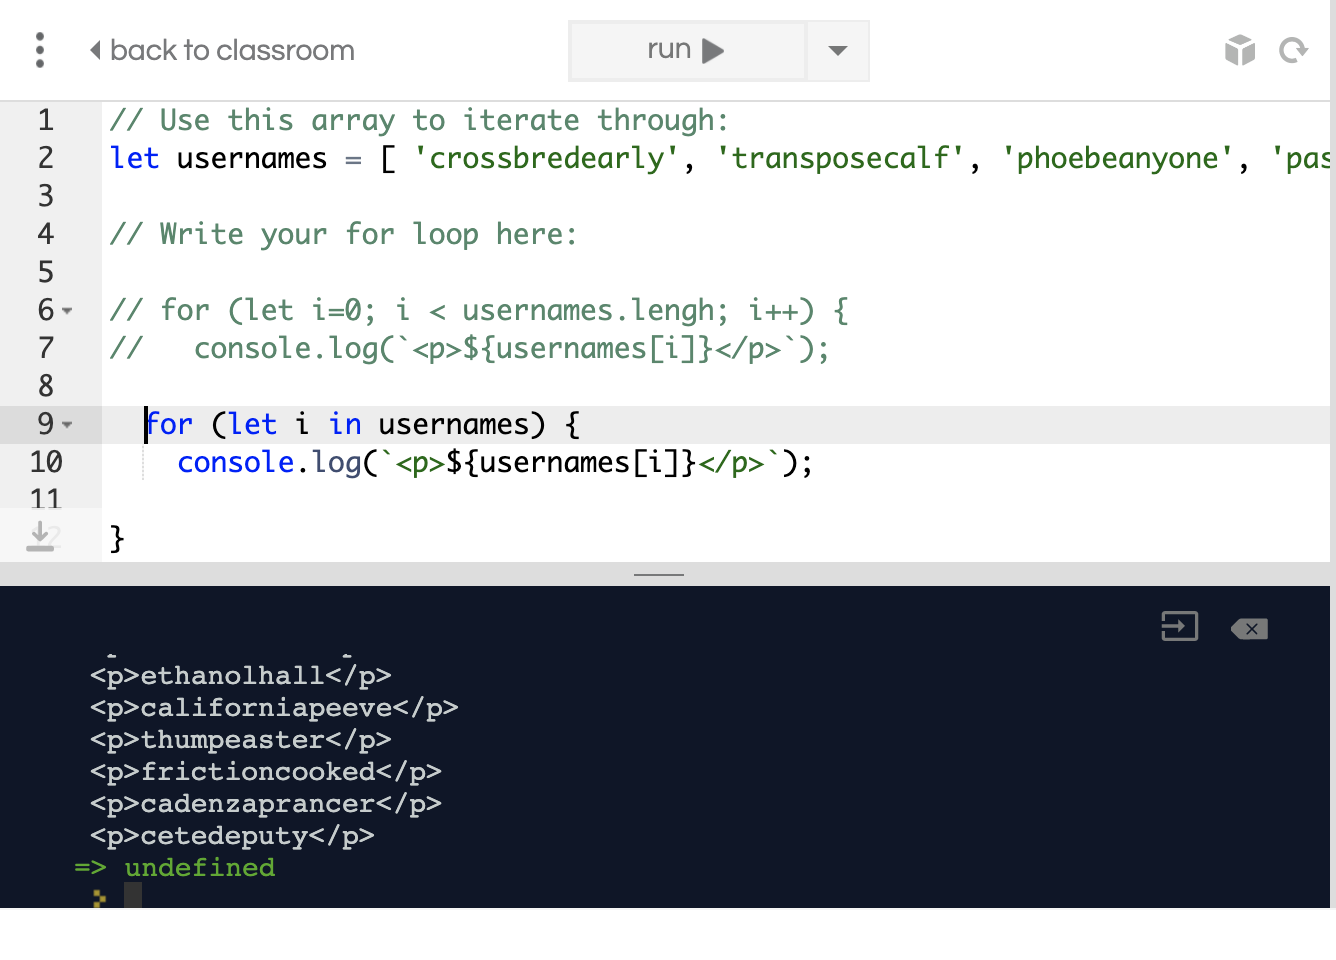 back to classroom
run
1 // Use this array to iterate through:
2 let usernames = [ 'crossbredearly', 'transposecalf', 'phoebeanyone', 'pas
3
4 // Write your for loop here:
5
6 // for (let i=0; i < usernames.lengh; i++) {
7 //   console.log(`<p>${usernames[i]}</p>`);
8
9   for (let i in usernames) {
10     console.log(`<p>${usernames[i]}</p>`);
11
12 }
<p>ethanolhall</p>
<p>californiapeeve</p>
<p>thumpeaster</p>
<p>frictioncooked</p>
<p>cadenzaprancer</p>
<p>cetedeputy</p>
=> undefined